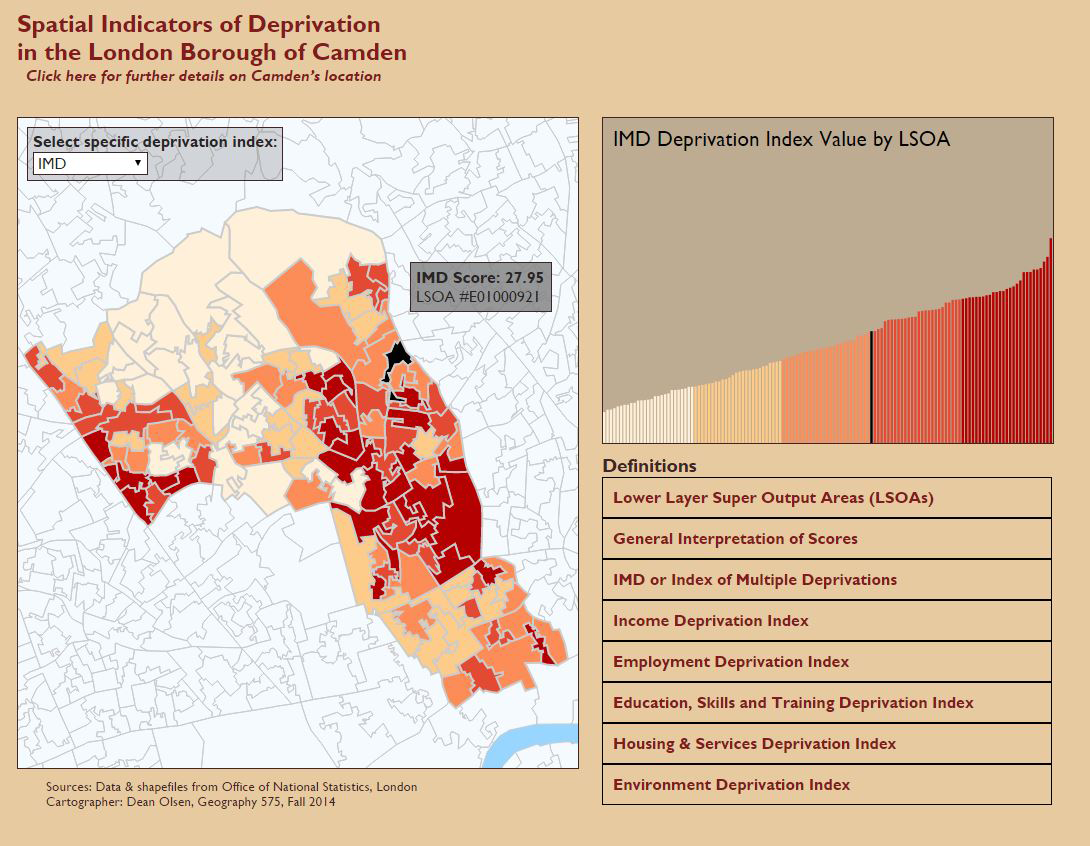 Spatial Indicators of Deprivation
in the London Borough of Camden
Click here for further details on Camden's location
Select specific deprivation index:
IMD
IMD Score: 27.95
LSOA #E01000921
IMD Deprivation Index Value by LSOA
Definitions
Lower Layer Super Output Areas (LSOAs)
General Interpretation of Scores
IMD or Index of Multiple Deprivations
Income Deprivation Index
Employment Deprivation Index
Education, Skills and Training Deprivation Index
Housing & Services Deprivation Index
Environment Deprivation Index
Sources: Data & shapefiles from Office of National Statistics, London
Cartographer: Dean Olsen, Geography 575, Fall 2014